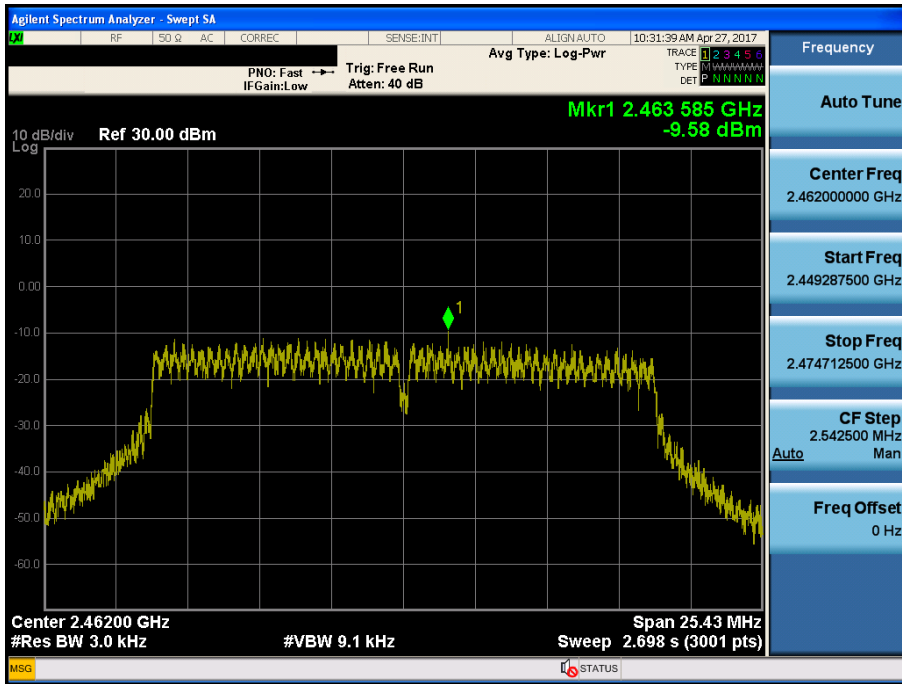 Agilent Spectrum Analyzer - Swept SA
LXI RF 50 Ω AC CORREC SENSE:INT ALIGN AUTO 10:31:39 AM Apr 27, 2017
Avg Type: Log-Pwr
TRACE 1 2 3 4 5 6
TYPE M W W W W W
DET P N N N N N
PNO: Fast
IFGain:Low
Trig: Free Run
Atten: 40 dB
Mkr1 2.463 585 GHz
-9.58 dBm
10 dB/div Ref 30.00 dBm
Log
20.0
10.0
0.00
-10.0
-20.0
-30.0
-40.0
-50.0
-60.0
1
Center 2.46200 GHz
Span 25.43 MHz
#Res BW 3.0 kHz
#VBW 9.1 kHz
Sweep 2.698 s (3001 pts)
MSG
STATUS
Frequency
Auto Tune
Center Freq
2.462000000 GHz
Start Freq
2.449287500 GHz
Stop Freq
2.474712500 GHz
CF Step
2.542500 MHz
Auto Man
Freq Offset
0 Hz